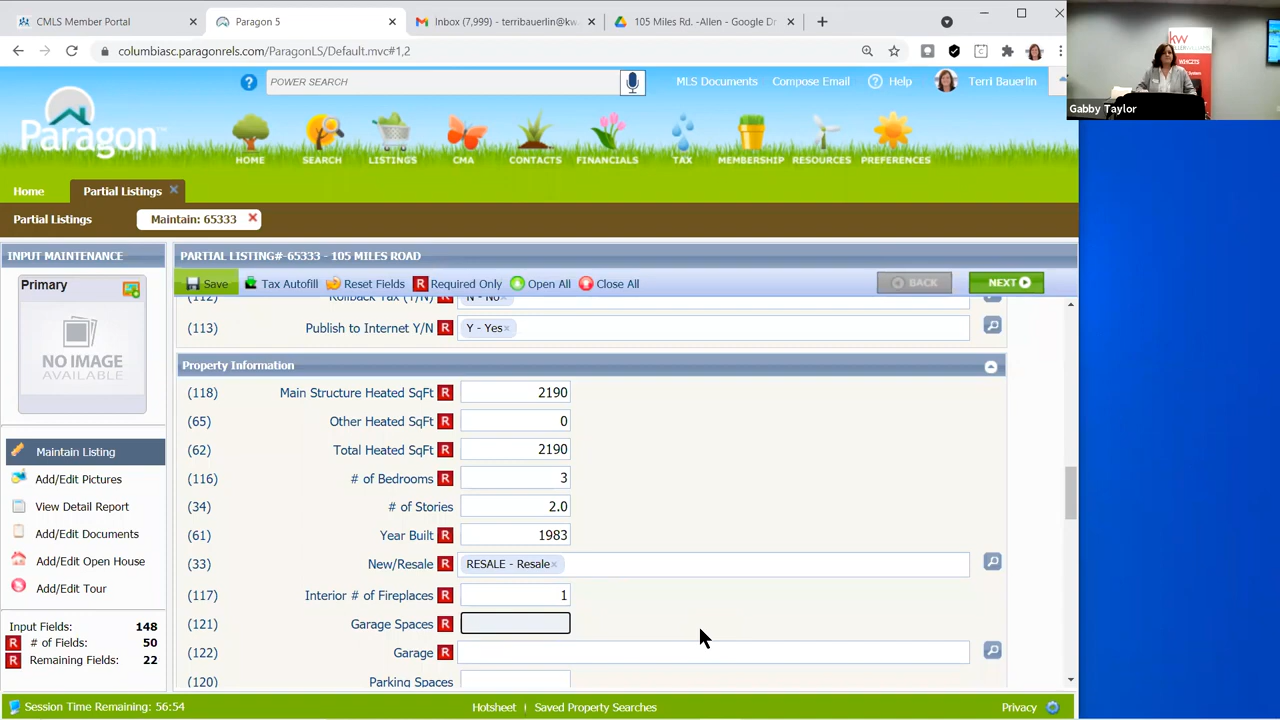 CMLS Member Portal × Paragon 5 × Inbox (7,999) - terribauerlin@kw × 105 Miles Rd. -Allen - Google Dr ×
columbiasc.paragonrels.com/ParagonLS/Default.mvc#1,2
kw
Gabby Taylor
? POWER SEARCH MLS Documents Compose Email Help Terri Bauerlin
Paragon
HOME SEARCH LISTINGS CMA CONTACTS FINANCIALS TAX MEMBERSHIP RESOURCES PREFERENCES
Home Partial Listings
Partial Listings Maintain: 65333
INPUT MAINTENANCE
Primary
NO IMAGE
AVAILABLE
Maintain Listing
Add/Edit Pictures
View Detail Report
Add/Edit Documents
Add/Edit Open House
Add/Edit Tour
Input Fields: 148
R # of Fields: 50
R Remaining Fields: 22
PARTIAL LISTING#-65333 - 105 MILES ROAD
Save Tax Autofill Reset Fields R Required Only Open All Close All BACK NEXT
(112) Rollback Tax (Y/N) R N - No×
(113) Publish to Internet Y/N R Y - Yes×
Property Information
(118) Main Structure Heated SqFt R 2190
(65) Other Heated SqFt R 0
(62) Total Heated SqFt R 2190
(116) # of Bedrooms R 3
(34) # of Stories 2.0
(61) Year Built R 1983
(33) New/Resale R RESALE - Resale×
(117) Interior # of Fireplaces R 1
(121) Garage Spaces R
(122) Garage R
(120) Parking Spaces
Session Time Remaining: 56:54 Hotsheet Saved Property Searches Privacy